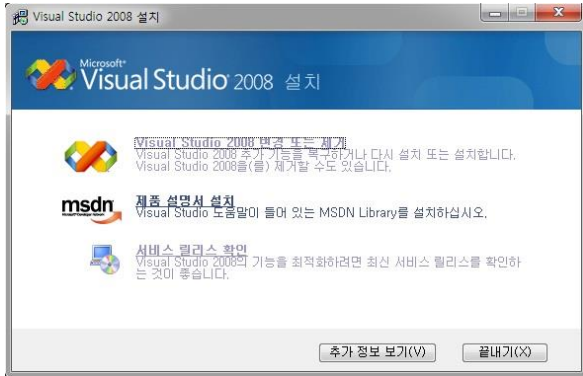 Visual Studio 2008 설치
Microsoft
Visual Studio 2008 설치
Visual Studio 2008 변경 또는 제거
Visual Studio 2008 추가 기능을 복구하거나 다시 설치 또는 설치합니다.
Visual Studio 2008을(를) 제거할 수도 있습니다.
msdn
제품 설명서 설치
Visual Studio 도움말이 들어 있는 MSDN Library를 설치하십시오.
서비스 릴리스 확인
Visual Studio 2008의 기능을 최적화하려면 최신 서비스 릴리스를 확인하
는 것이 좋습니다.
추가 정보 보기(V)
끝내기(X)